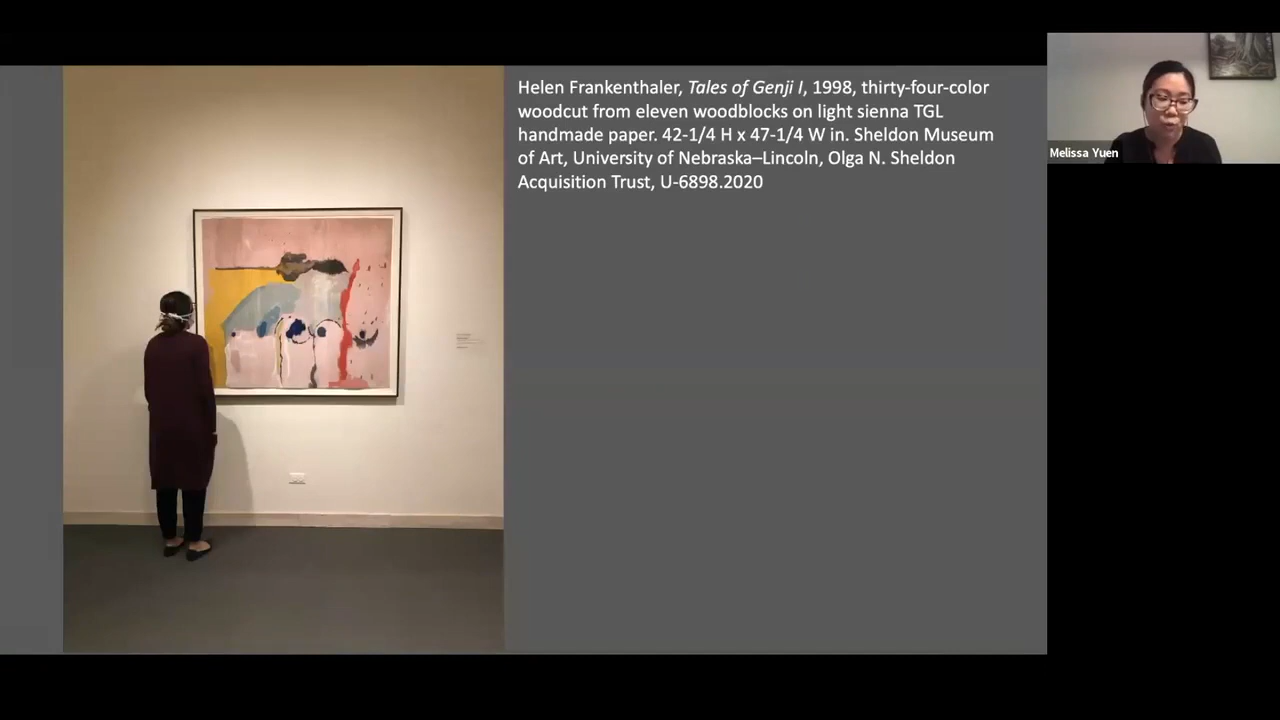 Helen Frankenthaler, Tales of Genji I, 1998, thirty-four-color
woodcut from eleven woodblocks on light sienna TGL
handmade paper. 42-1/4 H x 47-1/4 W in. Sheldon Museum
of Art, University of Nebraska–Lincoln, Olga N. Sheldon
Acquisition Trust, U-6898.2020
Melissa Yuen